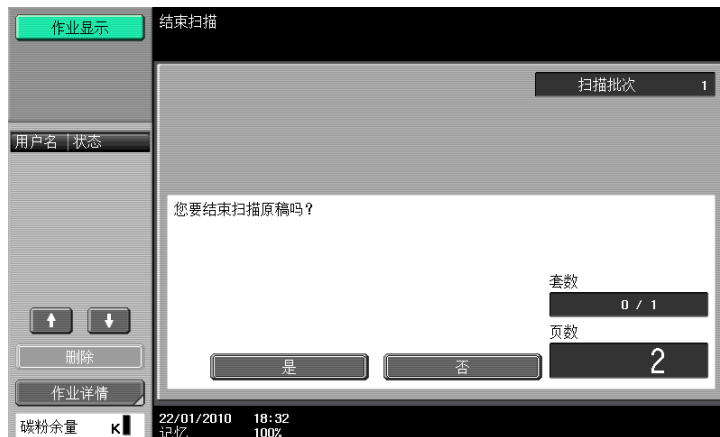 作业显示
结束扫描
扫描批次 1
用户名 状态
您要结束扫描原稿吗?
套数
0 / 1
页数
2
是 否
删除
作业详情
碳粉余量 K
22/01/2010 18:32
记忆 100%